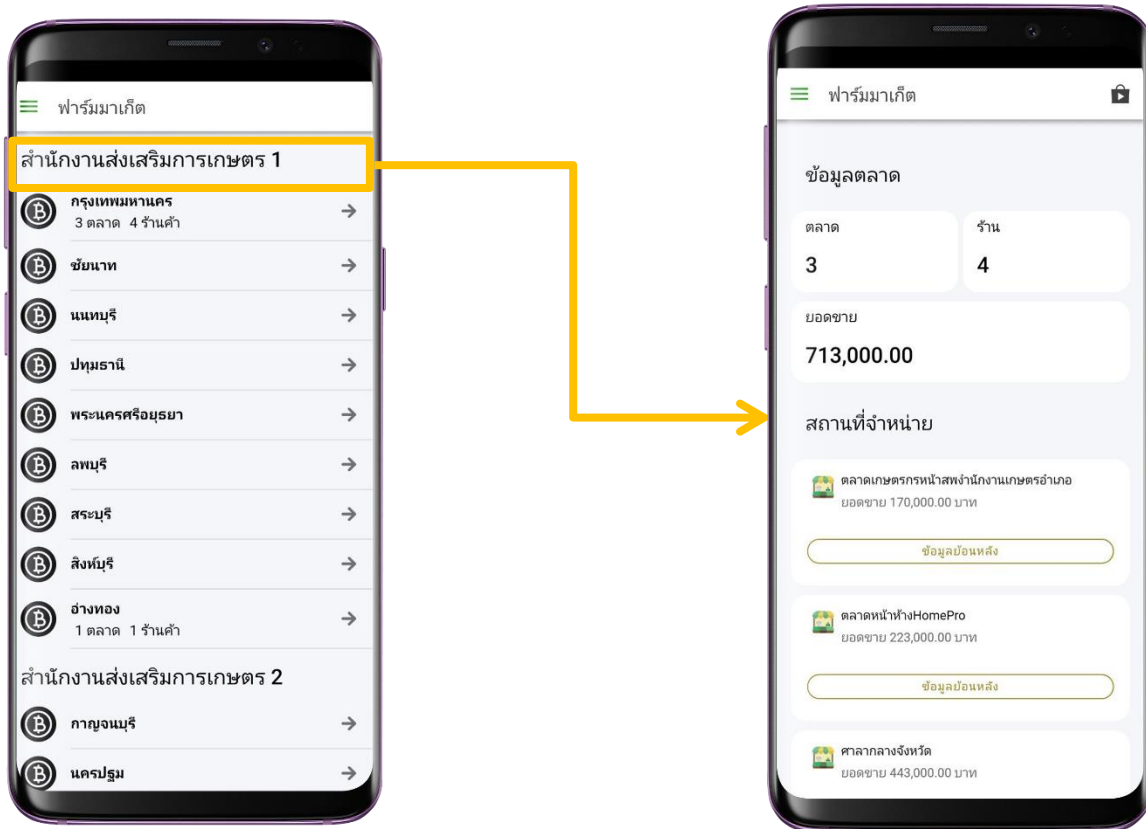 ฟาร์มมาเก็ต
สำนักงานส่งเสริมการเกษตร 1
กรุงเทพมหานคร
3 ตลาด 4 ร้านค้า
ชัยนาท
นนทบุรี
ปทุมธานี
พระนครศรีอยุธยา
ลพบุรี
สระบุรี
สิงห์บุรี
อ่างทอง
1 ตลาด 1 ร้านค้า
สำนักงานส่งเสริมการเกษตร 2
กาญจนบุรี
นครปฐม
ฟาร์มมาเก็ต
ข้อมูลตลาด
ตลาด
3
ร้าน
4
ยอดขาย
713,000.00
สถานที่จำหน่าย
ตลาดเกษตรกรหน้าสพงำนักงานเกษตรอำเภอ
ยอดขาย 170,000.00 บาท
ข้อมูลย้อนหลัง
ตลาดหน้าห้างHomePro
ยอดขาย 223,000.00 บาท
ข้อมูลย้อนหลัง
ศาลากลางจังหวัด
ยอดขาย 443,000.00 บาท